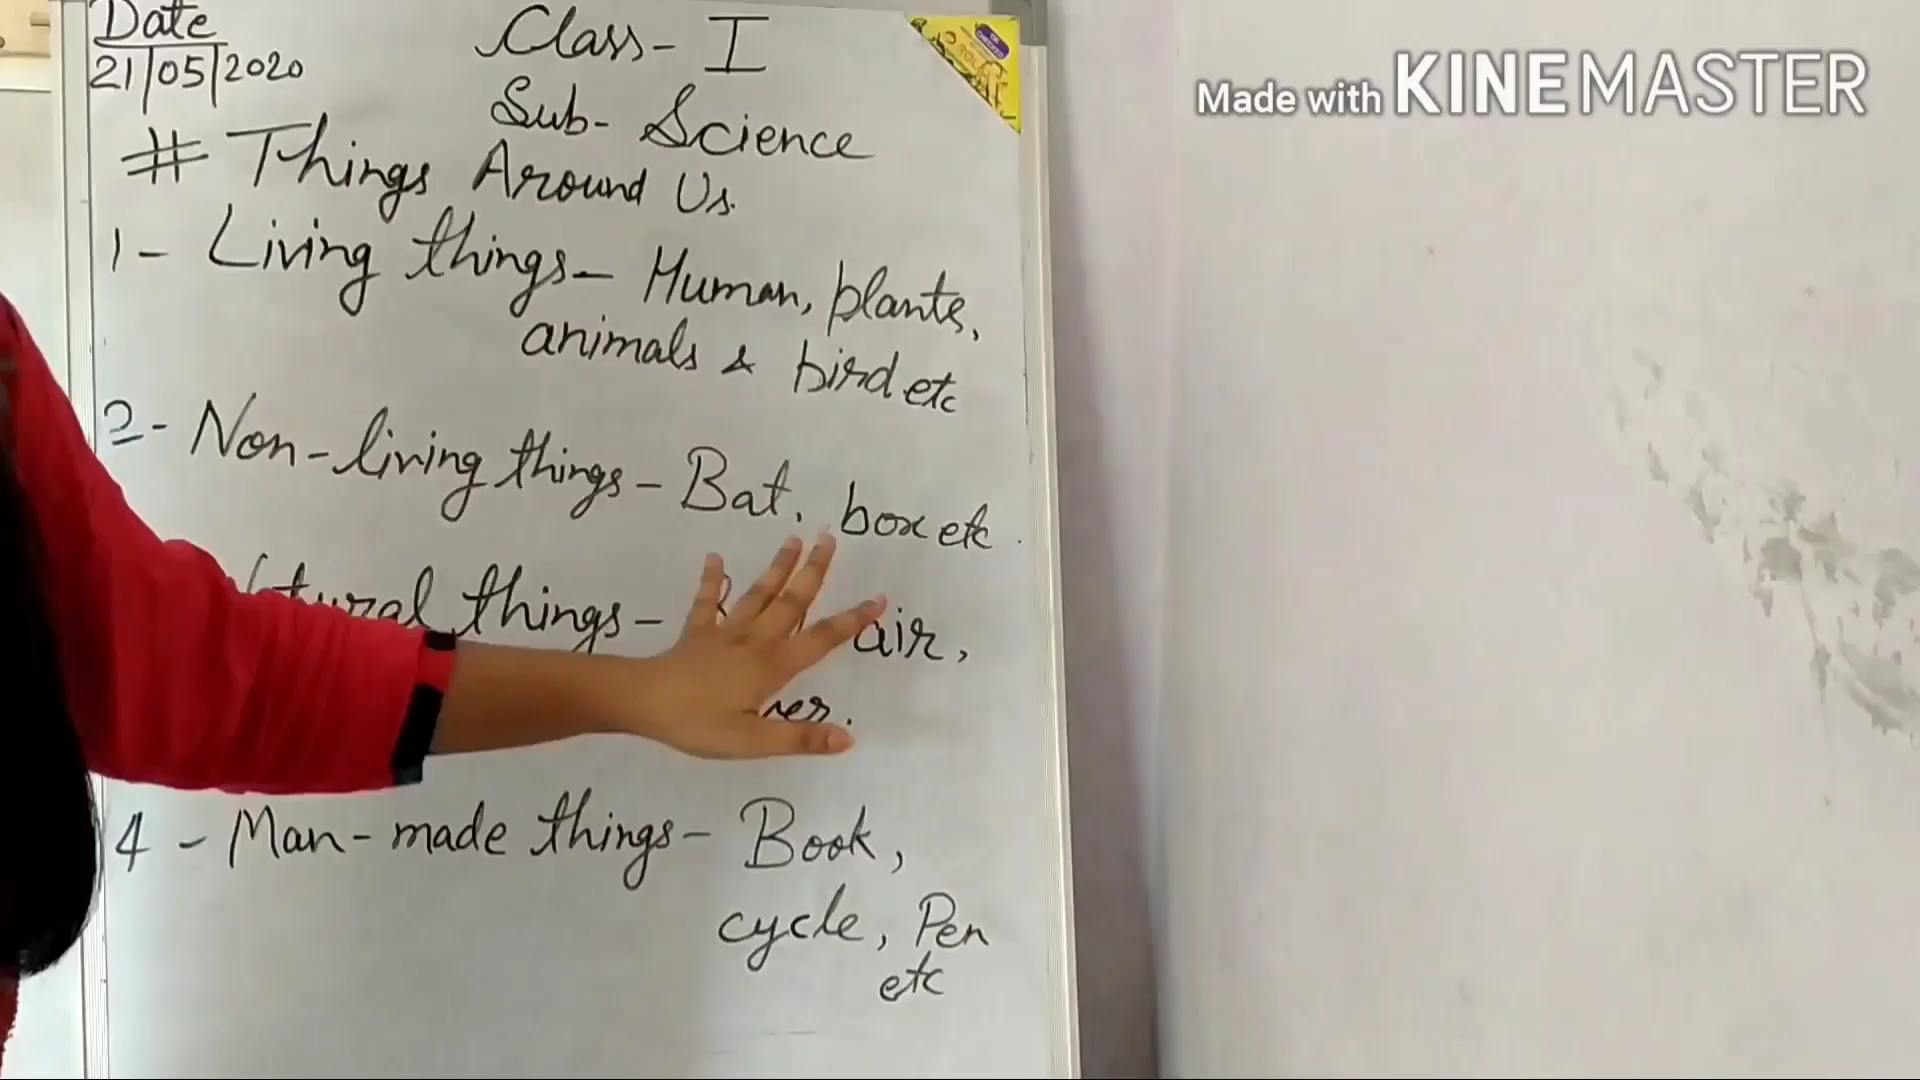 Date
21/05/2020
Class- I
Sub- Science
# Things Around Us.
1- Living things- Human, plants,
animals & bird etc
2- Non-living things- Bat, box etc.
things- air,
4- Man-made things- Book,
cycle, Pen
etc
Made with KINEMASTER